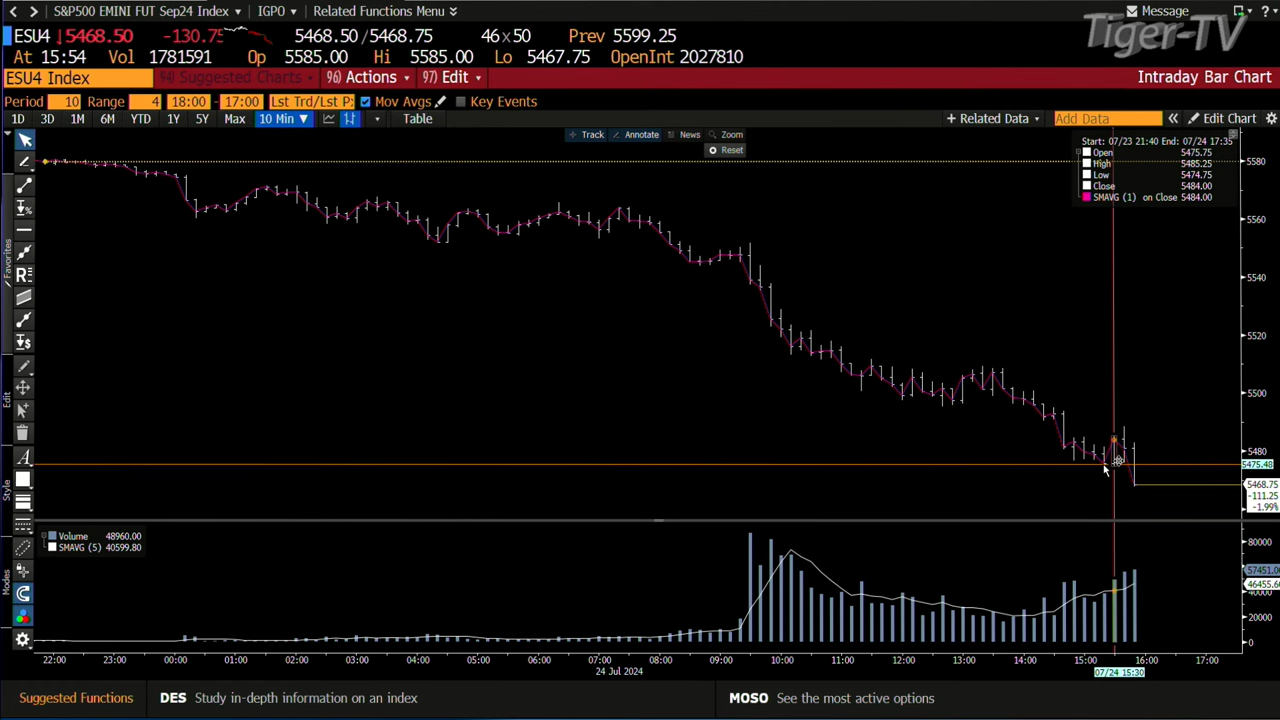 S&P500 EMINI FUT Sep24 Index IGPO Related Functions Menu Message ?
Tiger-TV
ESU4 ↓5468.50 -130.75 5468.50/5468.75 46×50 Prev 5599.25
At 15:54 Vol 1781591 Op 5585.00 Hi 5585.00 Lo 5467.75 OpenInt 2027810
ESU4 Index 94) Suggested Charts 96) Actions 97) Edit Intraday Bar Chart
Period 10 Range 4 18:00 - 17:00 Lst Trd/Lst P: Mov Avgs Key Events
1D 3D 1M 6M YTD 1Y 5Y Max 10 Min ▼ Table + Related Data Add Data « Edit Chart
Track Annotate News Zoom
Reset
Start: 07/23 21:40 End: 07/24 17:35
Open 5475.75
High 5485.25
Low 5474.75
Close 5484.00
SMAVG (1) on Close 5484.00
Favorites
Edit
Style
Modes
5580
5560
5540
5520
5500
5480
5475.48
5468.75
-111.25
-1.99%
Volume 48960.00
SMAVG (5) 40599.80
80000
57451.00
46455.60
40000
20000
0
22:00 23:00 00:00 01:00 02:00 03:00 04:00 05:00 06:00 07:00 08:00 09:00 10:00 11:00 12:00 13:00 14:00 15:00 16:00 17:00
24 Jul 2024
07/24 15:30
Suggested Functions DES Study in-depth information on an index MOSO See the most active options